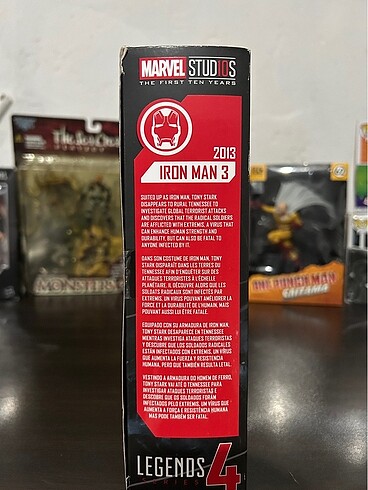 MARVEL STUD10S
THE FIRST TEN YEARS
2013
IRON MAN 3
SUITED UP AS IRON MAN, TONY STARK
DISAPPEARS TO RURAL TENNESSEE TO
INVESTIGATE GLOBAL TERRORIST ATTACKS
AND DISCOVERS THAT THE RADICAL SOLDIERS
ARE AFFLICTED WITH EXTREMIS, A VIRUS THAT
CAN ENHANCE HUMAN STRENGTH AND
DURABILITY, BUT CAN ALSO BE FATAL TO
ANYONE INFECTED BY IT.
DANS SON COSTUME DE IRON MAN, TONY
STARK DISPARAÎT DANS LES TERRES DU
TENNESSEE AFIN D'ENQUÊTER SUR DES
ATTAQUES TERRORISTES À L'ÉCHELLE
PLANÉTAIRE. IL DÉCOUVRE ALORS QUE LES
SOLDATS RADICAUX SONT INFECTÉS PAR
EXTREMIS, UN VIRUS POUVANT AMÉLIORER LA
FORCE ET LA DURABILITÉ DE L'HUMAIN, MAIS
POUVANT AUSSI LUI ÊTRE FATALE.
EQUIPADO CON SU ARMADURA DE IRON MAN,
TONY STARK DESAPARECE EN TENNESSEE
MIENTRAS INVESTIGA ATAQUES TERRORISTAS
Y DESCUBRE QUE LOS SOLDADOS RADICALES
ESTÁN INFECTADOS CON EXTREMIS, UN VIRUS
QUE AUMENTA LA FUERZA Y RESISTENCIA
HUMANA, PERO QUE TAMBIÉN RESULTA LETAL.
VESTINDO A ARMADURA DO HOMEM DE FERRO,
TONY STARK VAI ATÉ O TENNESSEE PARA
INVESTIGAR ATAQUES TERRORISTAS E
DESCOBRE QUE OS SOLDADOS FORAM
INFECTADOS PELO EXTREMIS, UM VÍRUS QUE
AUMENTA A FORÇA E RESISTÊNCIA HUMANA
MAS PODE TAMBÉM SER FATAL.
LEGENDS 4
SERIES
MONSTERS
ONE PUNCH MAN